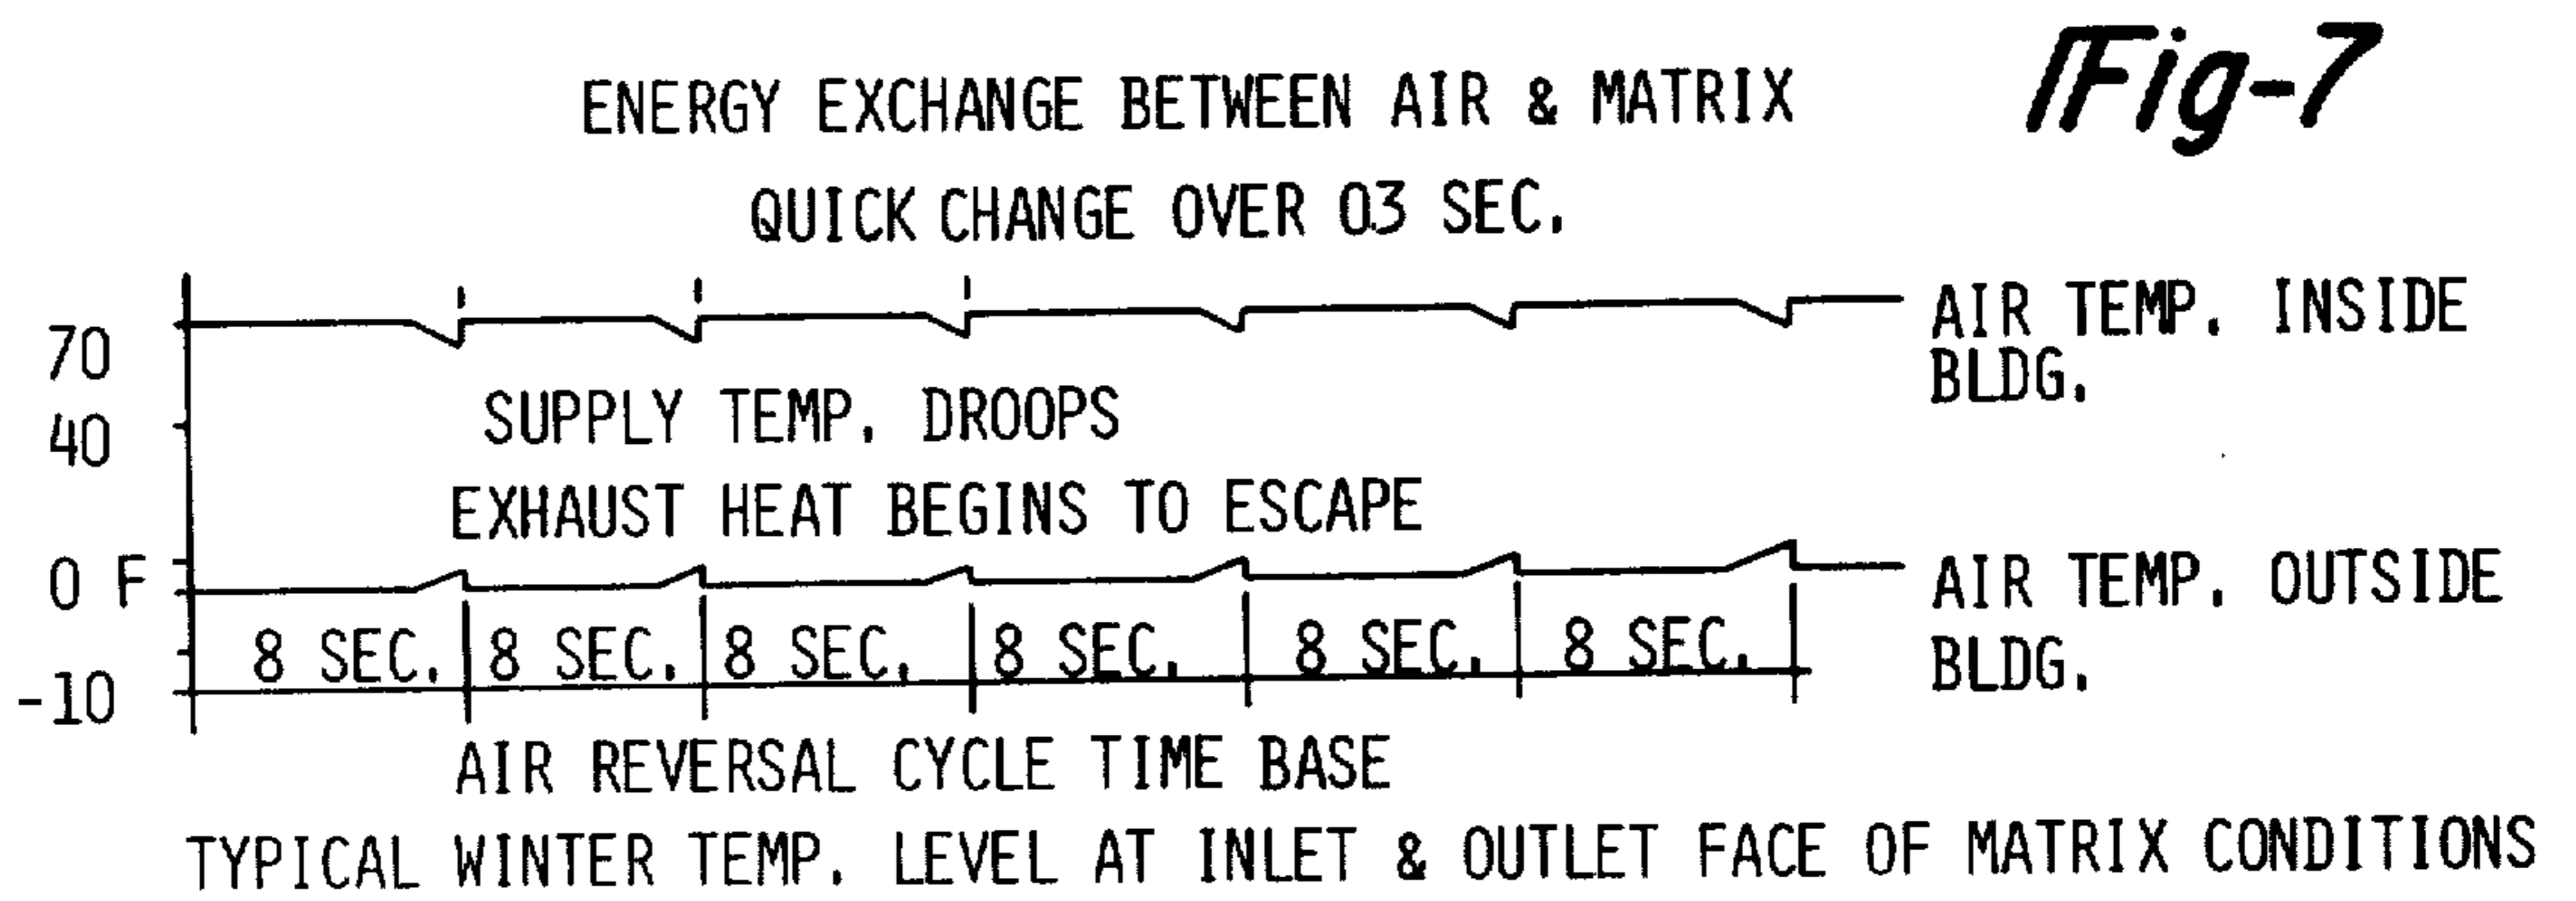 Fig-7
ENERGY EXCHANGE BETWEEN AIR & MATRIX
QUICK CHANGE OVER 0.3 SEC.
70
AIR TEMP. INSIDE
BLDG.
40
SUPPLY TEMP. DROOPS
EXHAUST HEAT BEGINS TO ESCAPE
0 F
AIR TEMP. OUTSIDE
BLDG.
8 SEC. 8 SEC. 8 SEC. 8 SEC. 8 SEC. 8 SEC.
-10
AIR REVERSAL CYCLE TIME BASE
TYPICAL WINTER TEMP. LEVEL AT INLET & OUTLET FACE OF MATRIX CONDITIONS